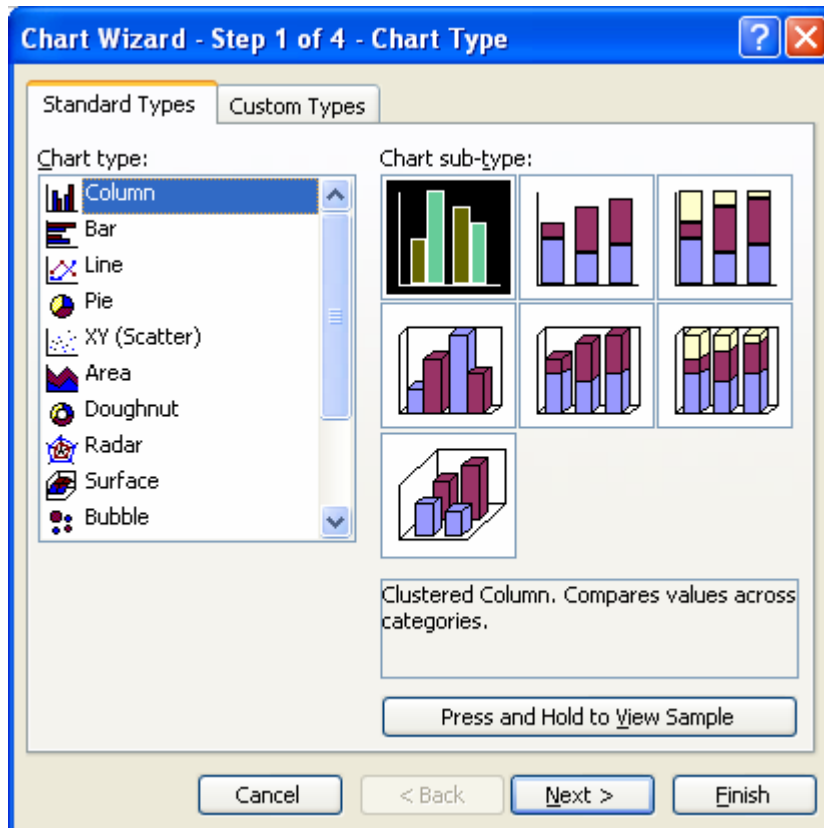 Chart Wizard - Step 1 of 4 - Chart Type
Standard Types
Custom Types
Chart type:
Column
Bar
Line
Pie
XY (Scatter)
Area
Doughnut
Radar
Surface
Bubble
Chart sub-type:
Clustered Column. Compares values across
categories.
Press and Hold to View Sample
Cancel
< Back
Next >
Finish